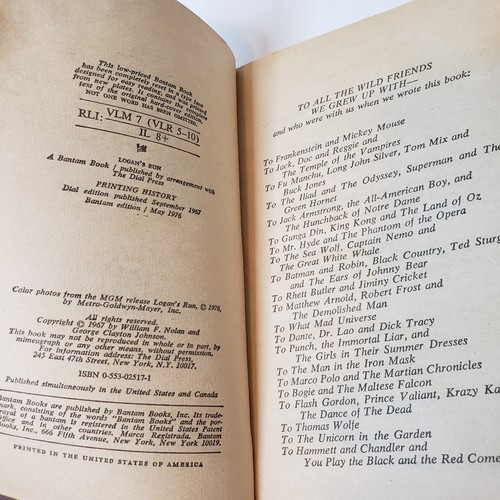 This low-priced Bantam Book
has been completely reset in a type face
designed for easy reading, and was printed
from new plates. It contains the complete
text of the original hard-cover edition.
NOT ONE WORD HAS BEEN OMITTED.
RLI: VLM 7 (VLR 5–10)
IL 8+
LOGAN'S RUN
A Bantam Book / published by arrangement with
The Dial Press
PRINTING HISTORY
Dial edition published September 1967
Bantam edition / May 1976
Color photos from the MGM release Logan's Run, © 1976,
by Metro-Goldwyn-Mayer, Inc.
All rights reserved.
Copyright © 1967 by William F. Nolan and
George Clayton Johnson.
This book may not be reproduced in whole or in part, by
mimeograph or any other means, without permission.
For information address: The Dial Press,
245 East 47th Street, New York, N.Y. 10017.
ISBN 0-553-02517-1
Published simultaneously in the United States and Canada
Bantam Books are published by Bantam Books, Inc. Its trade-
mark, consisting of the words "Bantam Books" and the por-
trayal of a bantam, is registered in the United States Patent
Office and in other countries. Marca Registrada. Bantam
Books, Inc., 666 Fifth Avenue, New York, New York 10019.
PRINTED IN THE UNITED STATES OF AMERICA
TO ALL THE WILD FRIENDS
WE GREW UP WITH—
and who were with us when we wrote this book:
To Frankenstein and Mickey Mouse
To Jack, Doc and Reggie and
The Temple of the Vampires
To Fu Manchu, Long John Silver, Tom Mix and
Buck Jones
To The Iliad and The Odyssey, Superman and The
Green Hornet
To Jack Armstrong, the All-American Boy, and
The Hunchback of Notre Dame
To Gunga Din, King Kong and The Land of Oz
To Mr. Hyde and The Phantom of the Opera
To The Sea Wolf, Captain Nemo and
The Great White Whale
To Batman and Robin, Black Country, Ted Sturg
and The Ears of Johnny Bear
To Rhett Butler and Jiminy Cricket
To Matthew Arnold, Robert Frost and
The Demolished Man
To What Mad Universe
To Dante, Dr. Lao and Dick Tracy
To Punch, the Immortal Liar, and
The Girls in Their Summer Dresses
To The Man in the Iron Mask
To Marco Polo and The Martian Chronicles
To Bogie and The Maltese Falcon
To Flash Gordon, Prince Valiant, Krazy Ka
The Dance of The Dead
To Thomas Wolfe
To The Unicorn in the Garden
To Hammett and Chandler and
You Play the Black and the Red Come